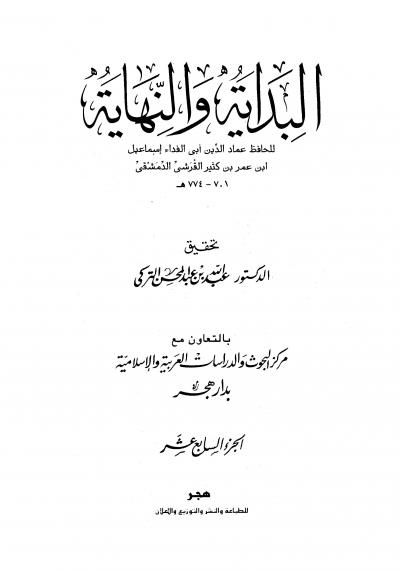 البداية والنهاية
للحافظ عماد الدين أبي الفداء إسماعيل
ابن عمر بن كثير القرشي الدمشقي
٧٠١ - ٧٧٤ هـ
تحقيق
الدكتور عبد الله بن عبد المحسن التركي
بالتعاون مع
مركز البحوث والدراسات العربية والإسلامية
بدار هجر
الجزء السابع عشر
هجر
للطباعة والنشر والتوزيع والإعلان